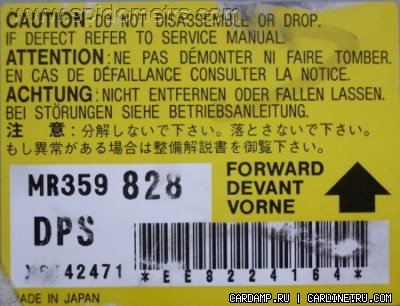 CAUTION: DO NOT DISASSEMBLE OR DROP.
IF DEFECT REFER TO SERVICE MANUAL.
ATTENTION: NE PAS DÉMONTER NI FAIRE TOMBER.
EN CAS DE DÉFAILLANCE CONSULTER LA NOTICE.
ACHTUNG: NICHT ENTFERNEN ODER FALLEN LASSEN.
BEI STÖRUNGEN SIEHE BETRIEBSANLEITUNG.
注 意:分解しないで下さい。落とさないで下さい。
もし異常がある場合は整備解説書を御覧下さい。
MR359 828
FORWARD
DEVANT
VORNE
DPS
42471
*EE8224164*
MADE IN JAPAN
CARDAMP.RU | CARLINETRU.COM